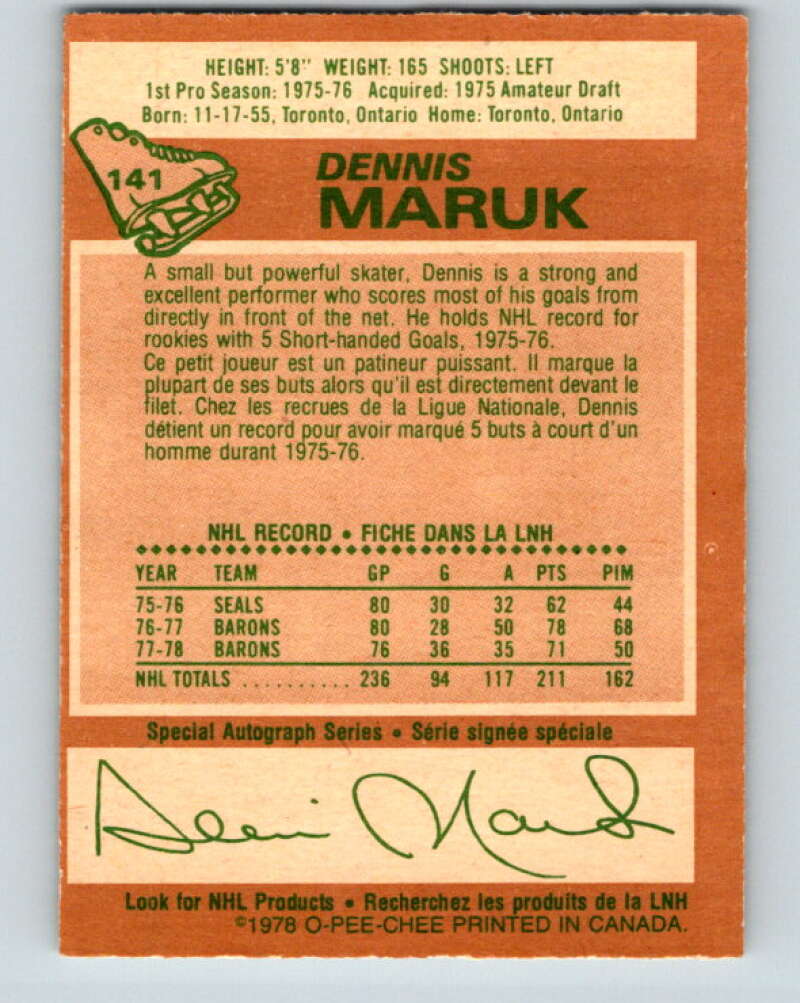 HEIGHT: 5'8" WEIGHT: 165 SHOOTS: LEFT
1st Pro Season: 1975-76 Acquired: 1975 Amateur Draft
Born: 11-17-55, Toronto, Ontario Home: Toronto, Ontario
141
DENNIS
MARUK
A small but powerful skater, Dennis is a strong and
excellent performer who scores most of his goals from
directly in front of the net. He holds NHL record for
rookies with 5 Short-handed Goals, 1975-76.
Ce petit joueur est un patineur puissant. Il marque la
plupart de ses buts alors qu'il est directement devant le
filet. Chez les recrues de la Ligue Nationale, Dennis
détient un record pour avoir marqué 5 buts à court d'un
homme durant 1975-76.
NHL RECORD • FICHE DANS LA LNH
YEAR TEAM GP G A PTS PIM
75-76 SEALS 80 30 32 62 44
76-77 BARONS 80 28 50 78 68
77-78 BARONS 76 36 35 71 50
NHL TOTALS .......... 236 94 117 211 162
Special Autograph Series • Série signée spéciale
Dennis Maruk
Look for NHL Products • Recherchez les produits de la LNH
©1978 O-PEE-CHEE PRINTED IN CANADA.